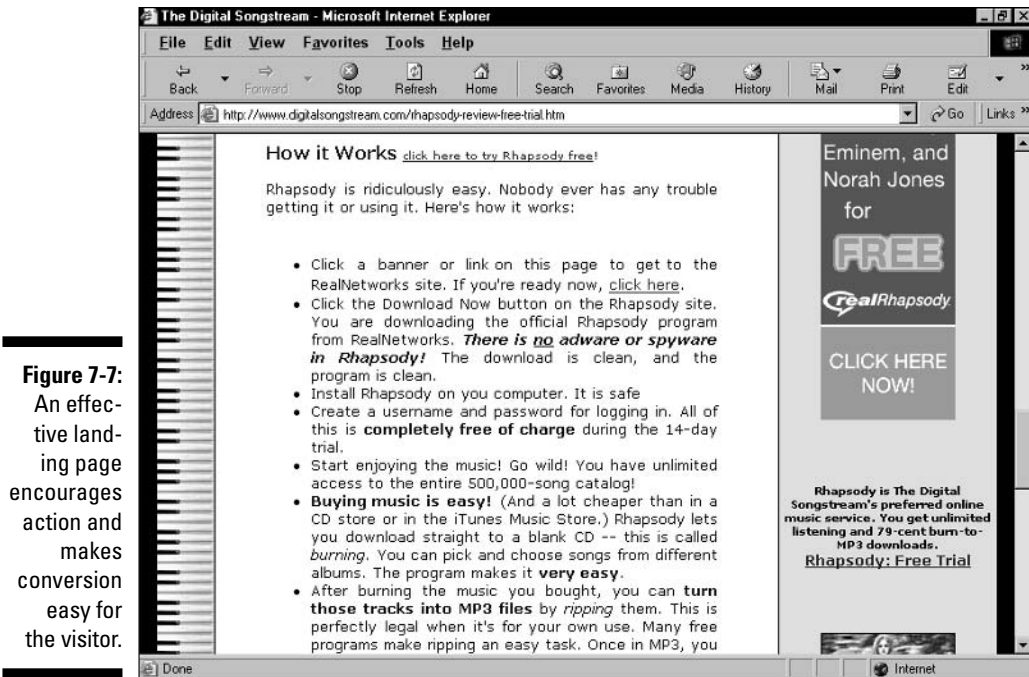 The Digital Songstream - Microsoft Internet Explorer
File Edit View Favorites Tools Help
Back Forward Stop Refresh Home Search Favorites Media History Mail Print Edit »
Address http://www.digitalsongstream.com/rhapsody-review-free-trial.htm Go Links »
How it Works click here to try Rhapsody free!
Rhapsody is ridiculously easy. Nobody ever has any trouble
getting it or using it. Here's how it works:
• Click a banner or link on this page to get to the
RealNetworks site. If you're ready now, click here.
• Click the Download Now button on the Rhapsody site.
You are downloading the official Rhapsody program
from RealNetworks. There is no adware or spyware
in Rhapsody! The download is clean, and the
program is clean.
• Install Rhapsody on you computer. It is safe
• Create a username and password for logging in. All of
this is completely free of charge during the 14-day
trial.
• Start enjoying the music! Go wild! You have unlimited
access to the entire 500,000-song catalog!
• Buying music is easy! (And a lot cheaper than in a
CD store or in the iTunes Music Store.) Rhapsody lets
you download straight to a blank CD -- this is called
burning. You can pick and choose songs from different
albums. The program makes it very easy.
• After burning the music you bought, you can turn
those tracks into MP3 files by ripping them. This is
perfectly legal when it's for your own use. Many free
programs make ripping an easy task. Once in MP3, you
Eminem, and
Norah Jones
for
FREE
realRhapsody
CLICK HERE
NOW!
Rhapsody is The Digital
Songstream's preferred online
music service. You get unlimited
listening and 79-cent burn-to-
MP3 downloads.
Rhapsody: Free Trial
Done
Internet
Figure 7-7:
An effec-
tive land-
ing page
encourages
action and
makes
conversion
easy for
the visitor.